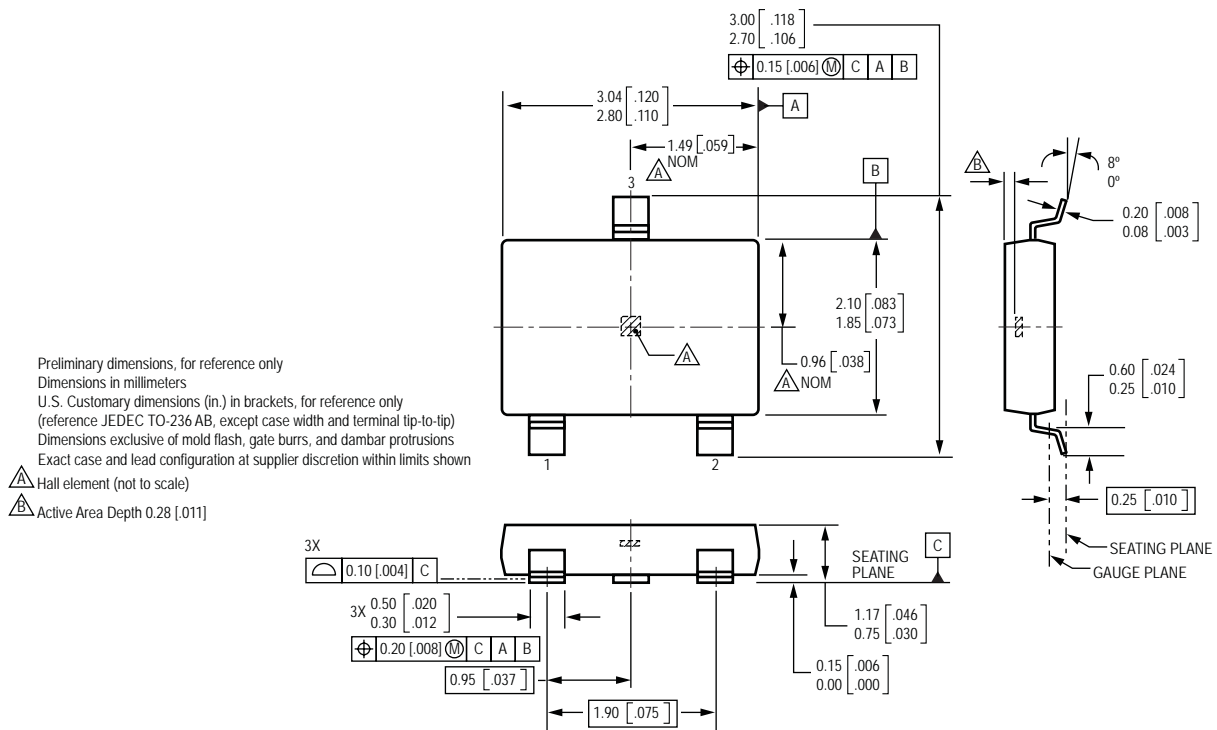 3.00 [ .118
2.70 [ .106 ]
⌖ 0.15 [.006] Ⓜ C A B
3.04 [ .120
2.80 [ .110 ]
A
1.49 [.059]
NOM
A
3
B
B
8º
0º
0.20 [ .008
0.08 [ .003 ]
2.10 [ .083
1.85 [ .073 ]
A
0.96 [.038]
A NOM
0.60 [ .024
0.25 [ .010 ]
1
2
0.25 [ .010 ]
SEATING PLANE
GAUGE PLANE
Preliminary dimensions, for reference only
Dimensions in millimeters
U.S. Customary dimensions (in.) in brackets, for reference only
(reference JEDEC TO-236 AB, except case width and terminal tip-to-tip)
Dimensions exclusive of mold flash, gate burrs, and dambar protrusions
Exact case and lead configuration at supplier discretion within limits shown
A Hall element (not to scale)
B Active Area Depth 0.28 [.011]
3X
⌓ 0.10 [.004] C
SEATING
PLANE
C
3X 0.50 [ .020
0.30 [ .012 ]
⌖ 0.20 [.008] Ⓜ C A B
1.17 [ .046
0.75 [ .030 ]
0.15 [ .006
0.00 [ .000 ]
0.95 [ .037 ]
1.90 [ .075 ]